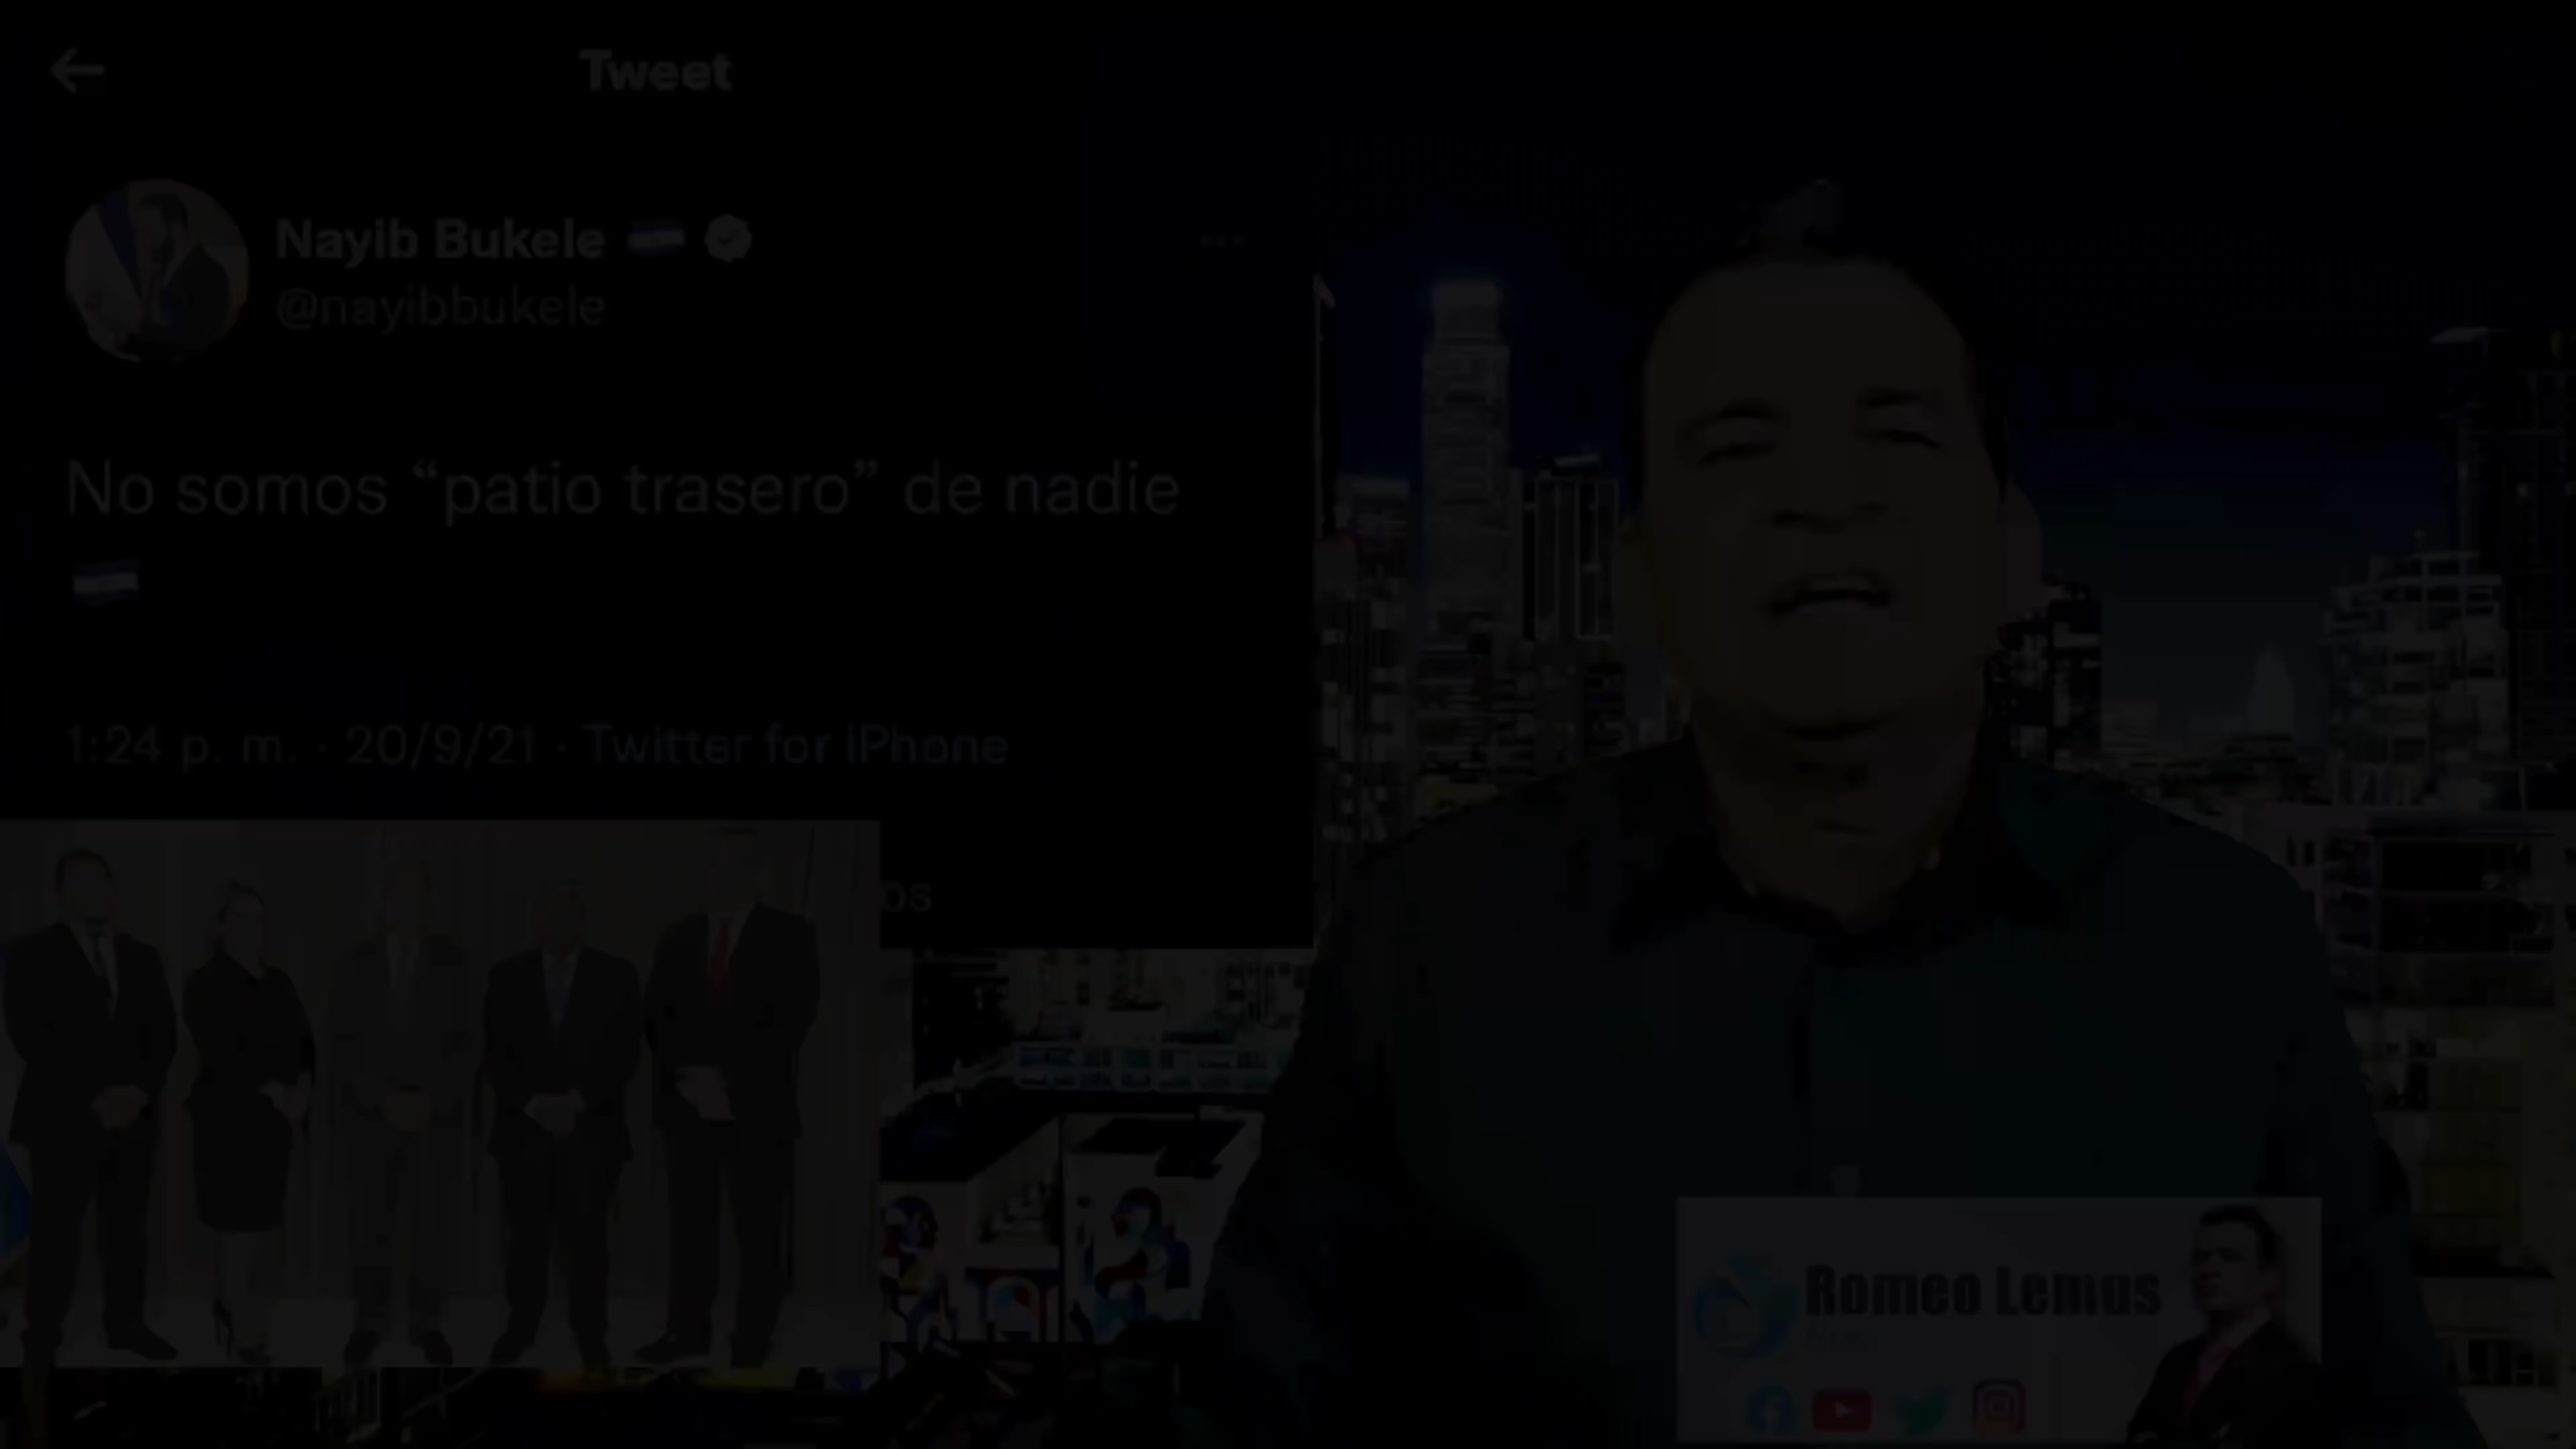 Tweet
Nayib Bukele
@nayibbukele
No somos “patio trasero” de nadie
1:24 p. m. · 20/9/21 · Twitter for iPhone
os
Romeo Lemus